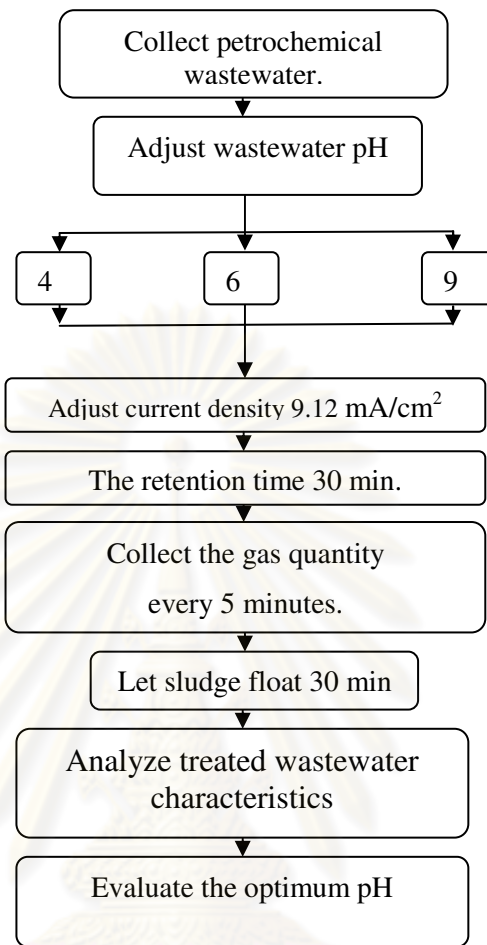 Collect petrochemical
wastewater.
Adjust wastewater pH
4
6
9
Adjust current density 9.12 mA/cm²
The retention time 30 min.
Collect the gas quantity
every 5 minutes.
Let sludge float 30 min
Analyze treated wastewater
characteristics
Evaluate the optimum pH